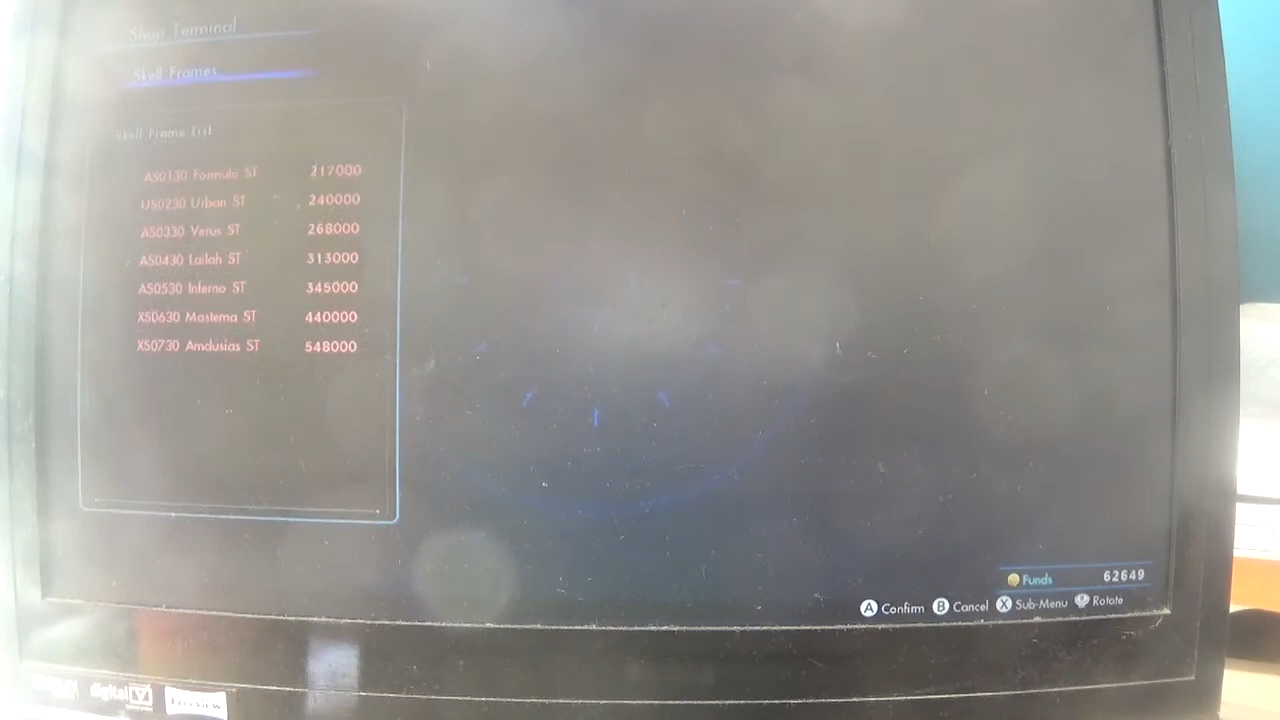 Shop Terminal
Skell Frames
Skell Frame List
AS0130 Formula ST 217000
US0230 Urban ST 240000
AS0330 Verus ST 268000
AS0430 Lailah ST 313000
AS0530 Inferno ST 345000
XS0630 Mastema ST 440000
XS0730 Amdusias ST 548000
Funds 62649
A Confirm B Cancel X Sub-Menu R Rotate
digital
Freeview